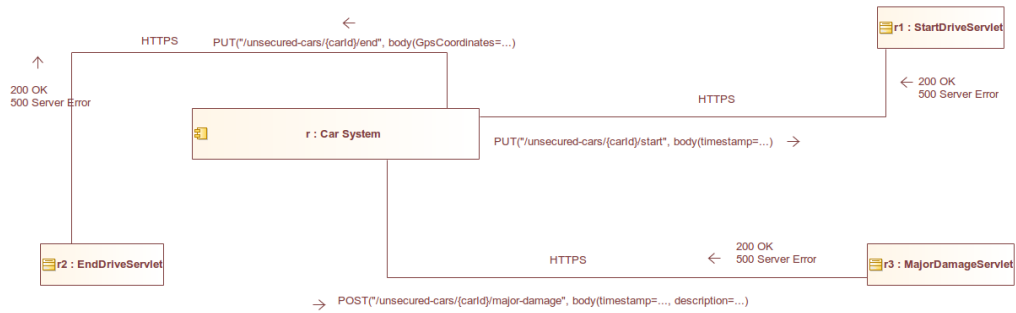 r1 : StartDriveServlet
HTTPS
PUT("/unsecured-cars/{carId}/end", body(GpsCoordinates=...)
200 OK
500 Server Error
200 OK
500 Server Error
HTTPS
r : Car System
PUT("/unsecured-cars/{carId}/start", body(timestamp=...)
r2 : EndDriveServlet
HTTPS
200 OK
500 Server Error
r3 : MajorDamageServlet
POST("/unsecured-cars/{carId}/major-damage", body(timestamp=..., description=...)